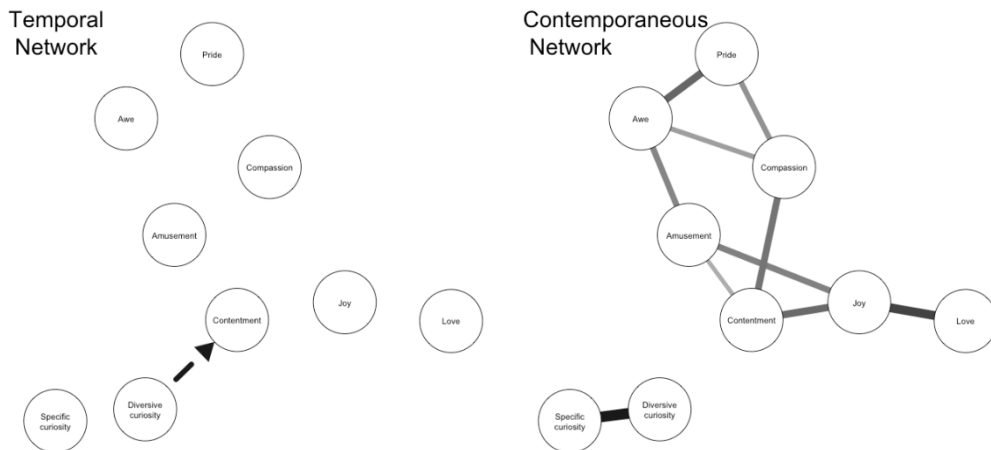 Temporal
Network
Pride
Awe
Compassion
Amusement
Contentment
Joy
Love
Specific
curiosity
Diversive
curiosity
Contemporaneous
Network
Pride
Awe
Compassion
Amusement
Contentment
Joy
Love
Specific
curiosity
Diversive
curiosity